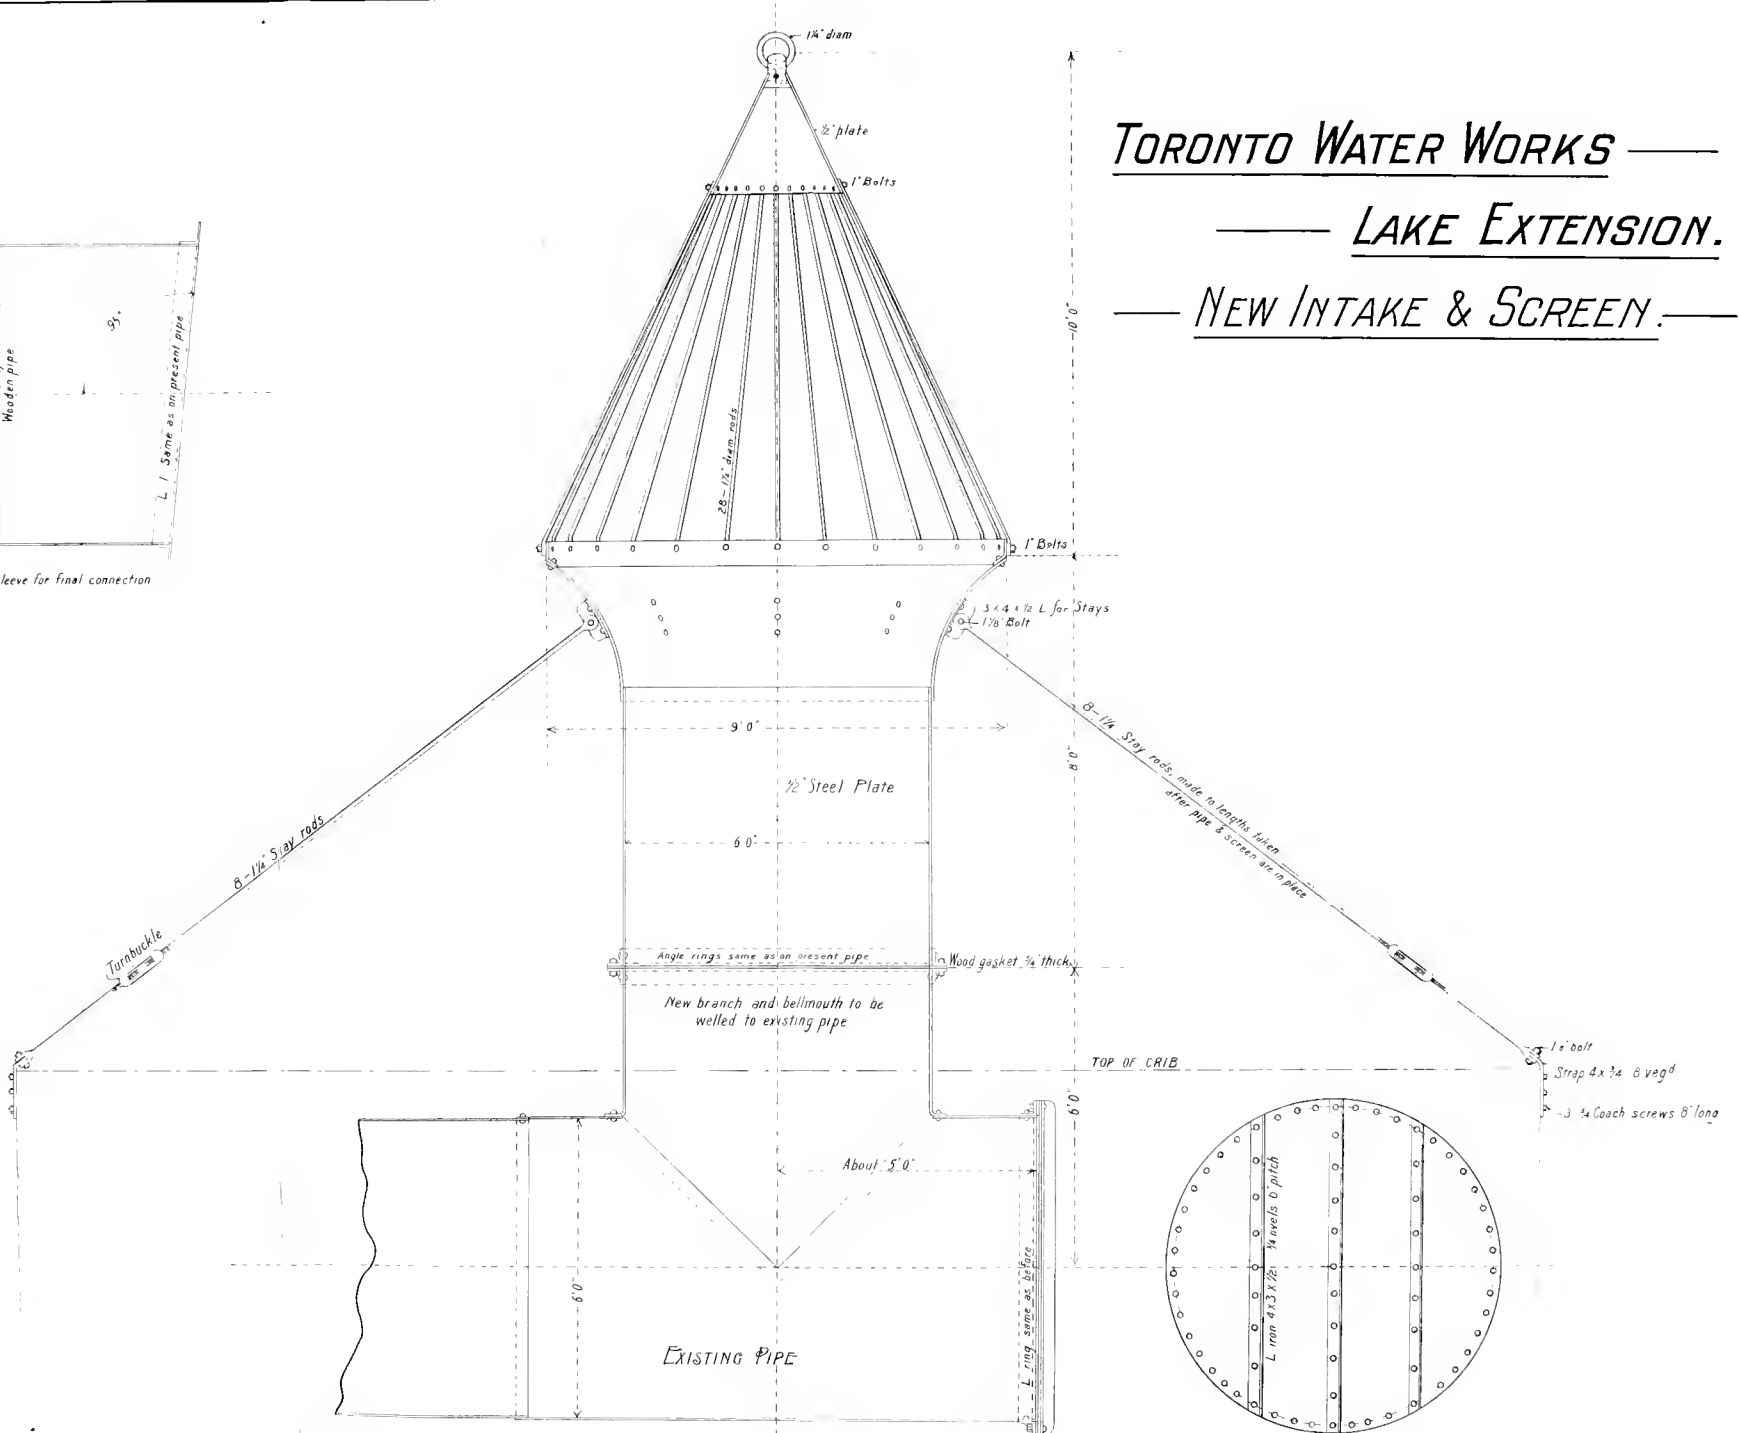 TORONTO WATER WORKS
LAKE EXTENSION.
NEW INTAKE & SCREEN.
1¼" diam
½" plate
1" Bolts
10'.0"
28-1¼" diam rods
1" Bolts
3 x 4 x ½ L for Stays
1⅛" Bolt
95°
Wooden pipe
L 1 Same as on present pipe
leeve for final connection
9'0"
8'.0"
½" Steel Plate
6'0"
8-1¼" Stay rods
Turnbuckle
8-1¼ Stay rods, made to lengths taken
after pipe & screen are in place
Angle rings same as on present pipe
Wood gasket ¾" thick
New branch and bellmouth to be
welled to existing pipe
TOP OF CRIB
6'.0"
bolt
Strap 4 x ¾ 8 veg^d
-3 ¾ Coach screws 8" long
About 5'0"
6'.0"
L ring same as before
L iron 4 x 3 x ½ ¾ rivels 6" pitch
EXISTING PIPE